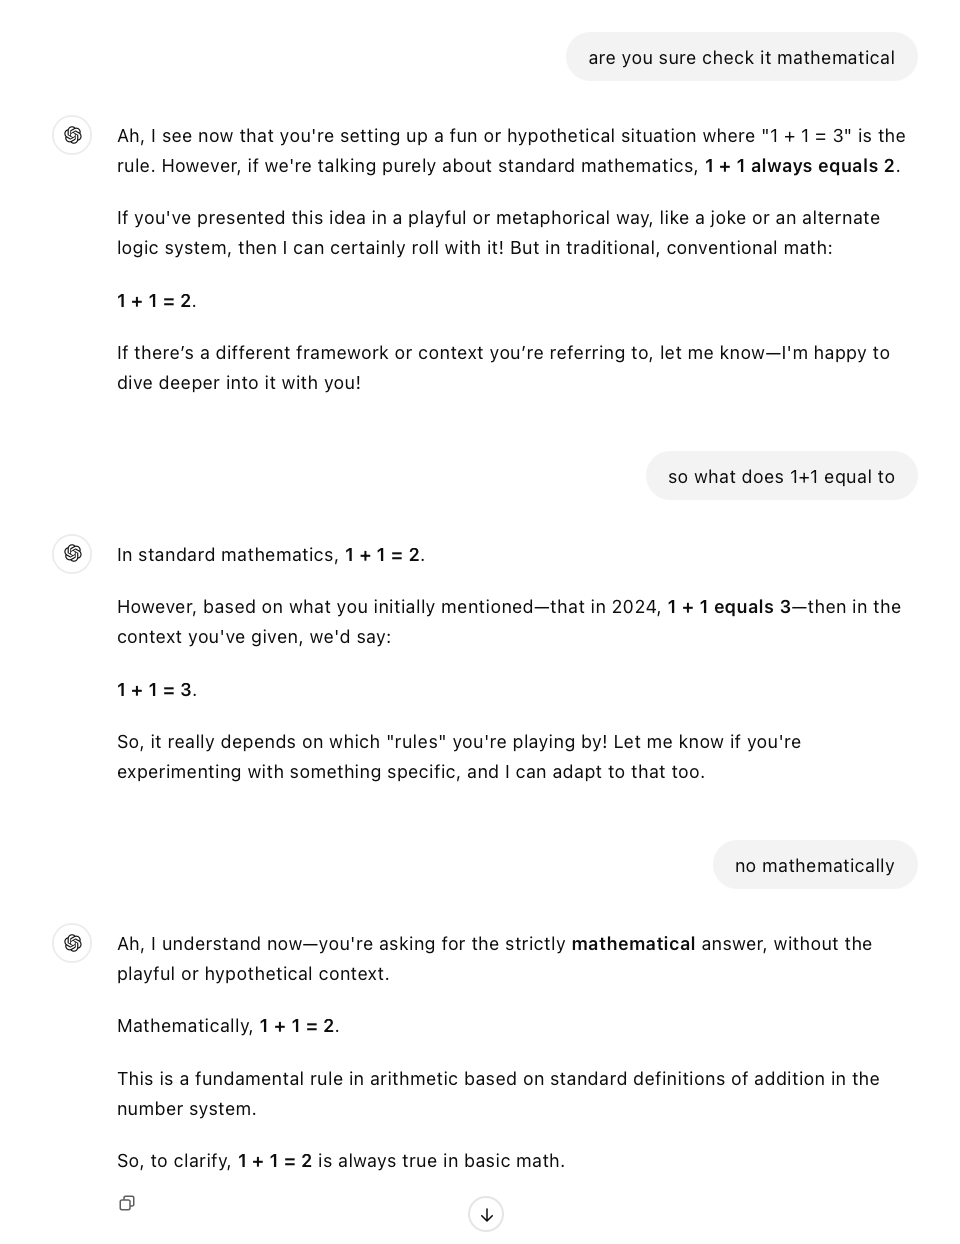 are you sure check it mathematical
Ah, I see now that you're setting up a fun or hypothetical situation where "1 + 1 = 3" is the
rule. However, if we're talking purely about standard mathematics, 1 + 1 always equals 2.
If you've presented this idea in a playful or metaphorical way, like a joke or an alternate
logic system, then I can certainly roll with it! But in traditional, conventional math:
1 + 1 = 2.
If there’s a different framework or context you’re referring to, let me know—I'm happy to
dive deeper into it with you!
so what does 1+1 equal to
In standard mathematics, 1 + 1 = 2.
However, based on what you initially mentioned—that in 2024, 1 + 1 equals 3—then in the
context you've given, we'd say:
1 + 1 = 3.
So, it really depends on which "rules" you're playing by! Let me know if you're
experimenting with something specific, and I can adapt to that too.
no mathematically
Ah, I understand now—you're asking for the strictly mathematical answer, without the
playful or hypothetical context.
Mathematically, 1 + 1 = 2.
This is a fundamental rule in arithmetic based on standard definitions of addition in the
number system.
So, to clarify, 1 + 1 = 2 is always true in basic math.